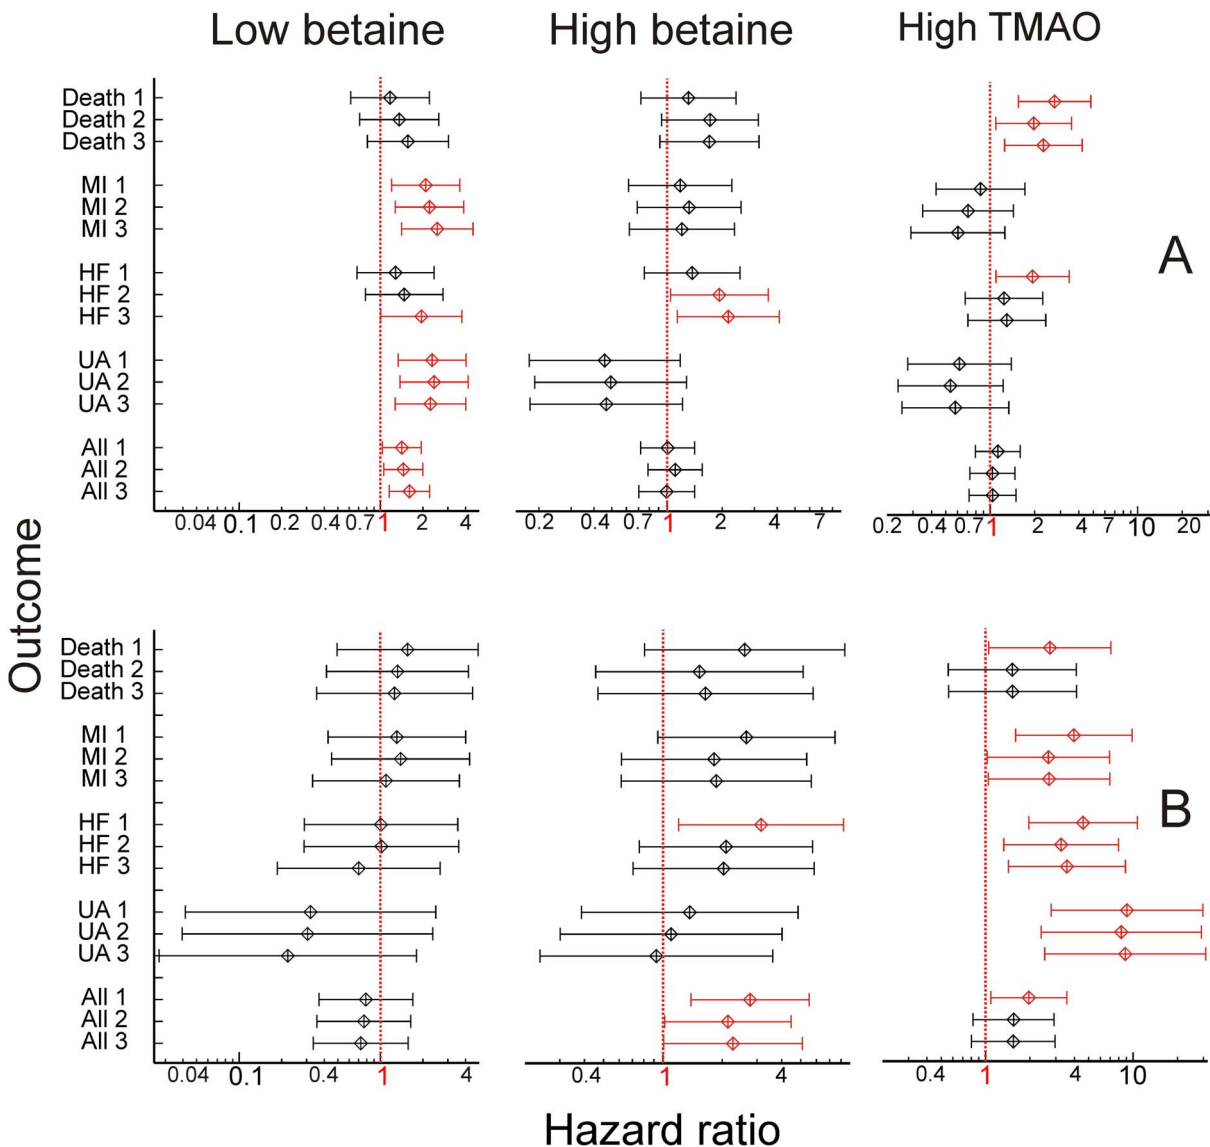 Low betaine High betaine High TMAO
Death 1
Death 2
Death 3
MI 1
MI 2
MI 3
HF 1
HF 2
HF 3
UA 1
UA 2
UA 3
All 1
All 2
All 3
A
0.04 0.1 0.2 0.4 0.7 1 2 4
0.2 0.4 0.7 1 2 4 7
0.2 0.4 0.7 1 2 4 7 10 20
Outcome
Death 1
Death 2
Death 3
MI 1
MI 2
MI 3
HF 1
HF 2
HF 3
UA 1
UA 2
UA 3
All 1
All 2
All 3
B
0.04 0.1 0.4 1 4
0.4 1 4
0.4 1 4 10
Hazard ratio